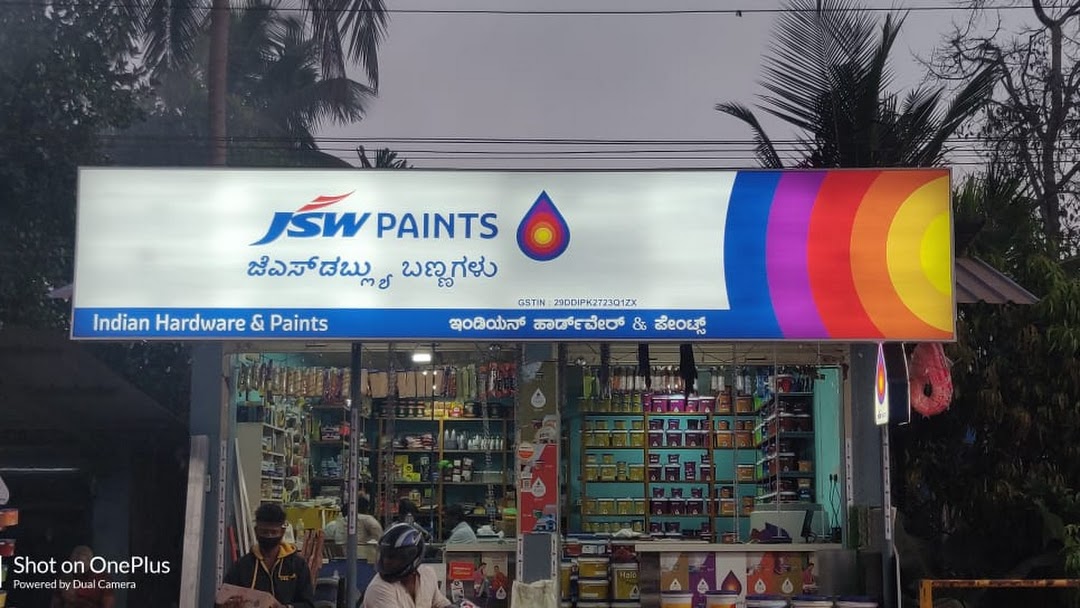 JSW PAINTS
ಜೆಎಸ್‌ಡಬ್ಲ್ಯು ಬಣ್ಣಗಳು
GSTIN : 29DDIPK2723Q1ZX
Indian Hardware & Paints
ಇಂಡಿಯನ್ ಹಾರ್ಡ್‌ವೇರ್ & ಪೇಂಟ್ಸ್
Halo
Shot on OnePlus
Powered by Dual Camera